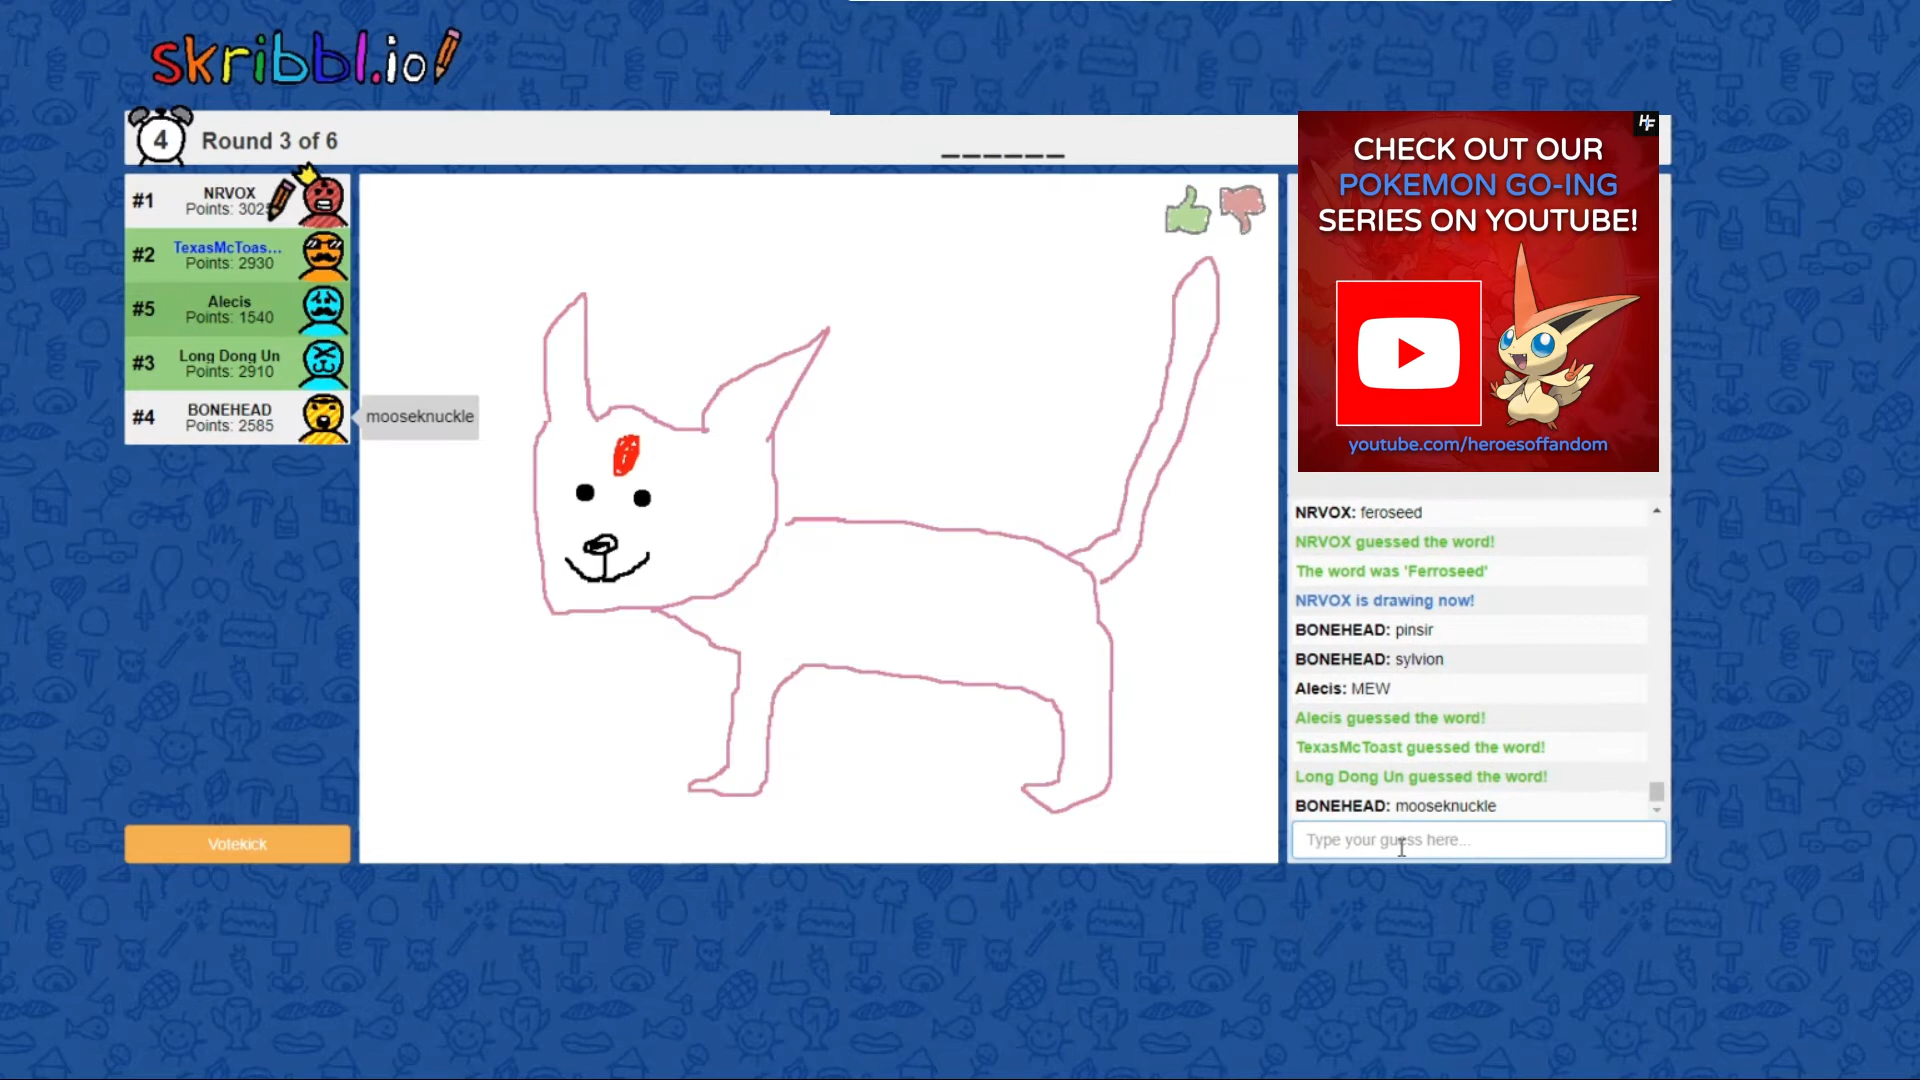 skribbl.io
4
Round 3 of 6
______
#1
NRVOX
Points: 3025
#2
TexasMcToas...
Points: 2930
#5
Alecis
Points: 1540
#3
Long Dong Un
Points: 2910
#4
BONEHEAD
Points: 2585
mooseknuckle
Votekick
HF
CHECK OUT OUR
POKEMON GO-ING
SERIES ON YOUTUBE!
youtube.com/heroesoffandom
NRVOX: feroseed
NRVOX guessed the word!
The word was 'Ferroseed'
NRVOX is drawing now!
BONEHEAD: pinsir
BONEHEAD: sylvion
Alecis: MEW
Alecis guessed the word!
TexasMcToast guessed the word!
Long Dong Un guessed the word!
BONEHEAD: mooseknuckle
Type your guess here...